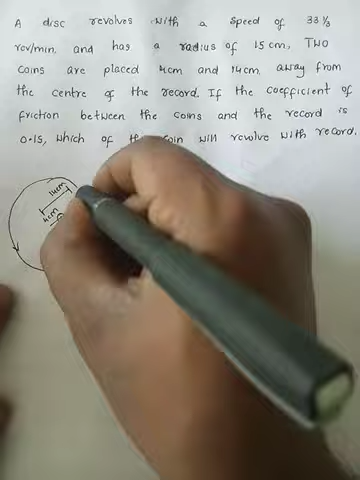 A disc revolves with a speed of 33 1/3
rev/min, and has a radius of 15 cm, Two
coins are placed 4cm and 14cm, away from
the centre of the record. If the coefficient of
friction between the coins and the record is
0.15, which of the coin will revolve with record.
14cm
4cm